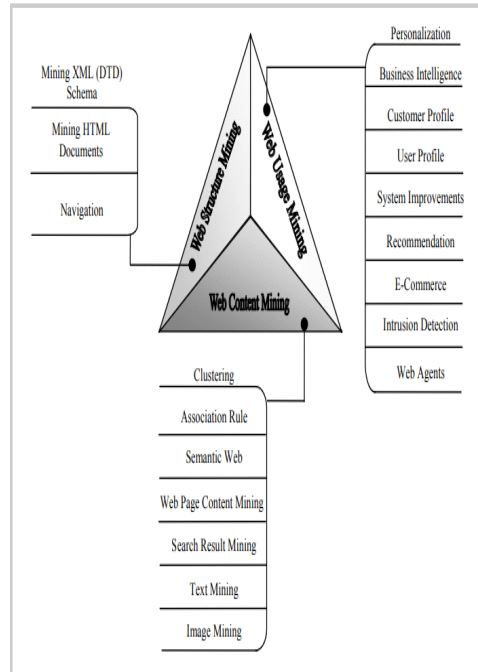 Mining XML (DTD)
Schema
Mining HTML
Documents
Navigation
Web Structure Mining
Web Usage Mining
Web Content Mining
Personalization
Business Intelligence
Customer Profile
User Profile
System Improvements
Recommendation
E-Commerce
Intrusion Detection
Web Agents
Clustering
Association Rule
Semantic Web
Web Page Content Mining
Search Result Mining
Text Mining
Image Mining